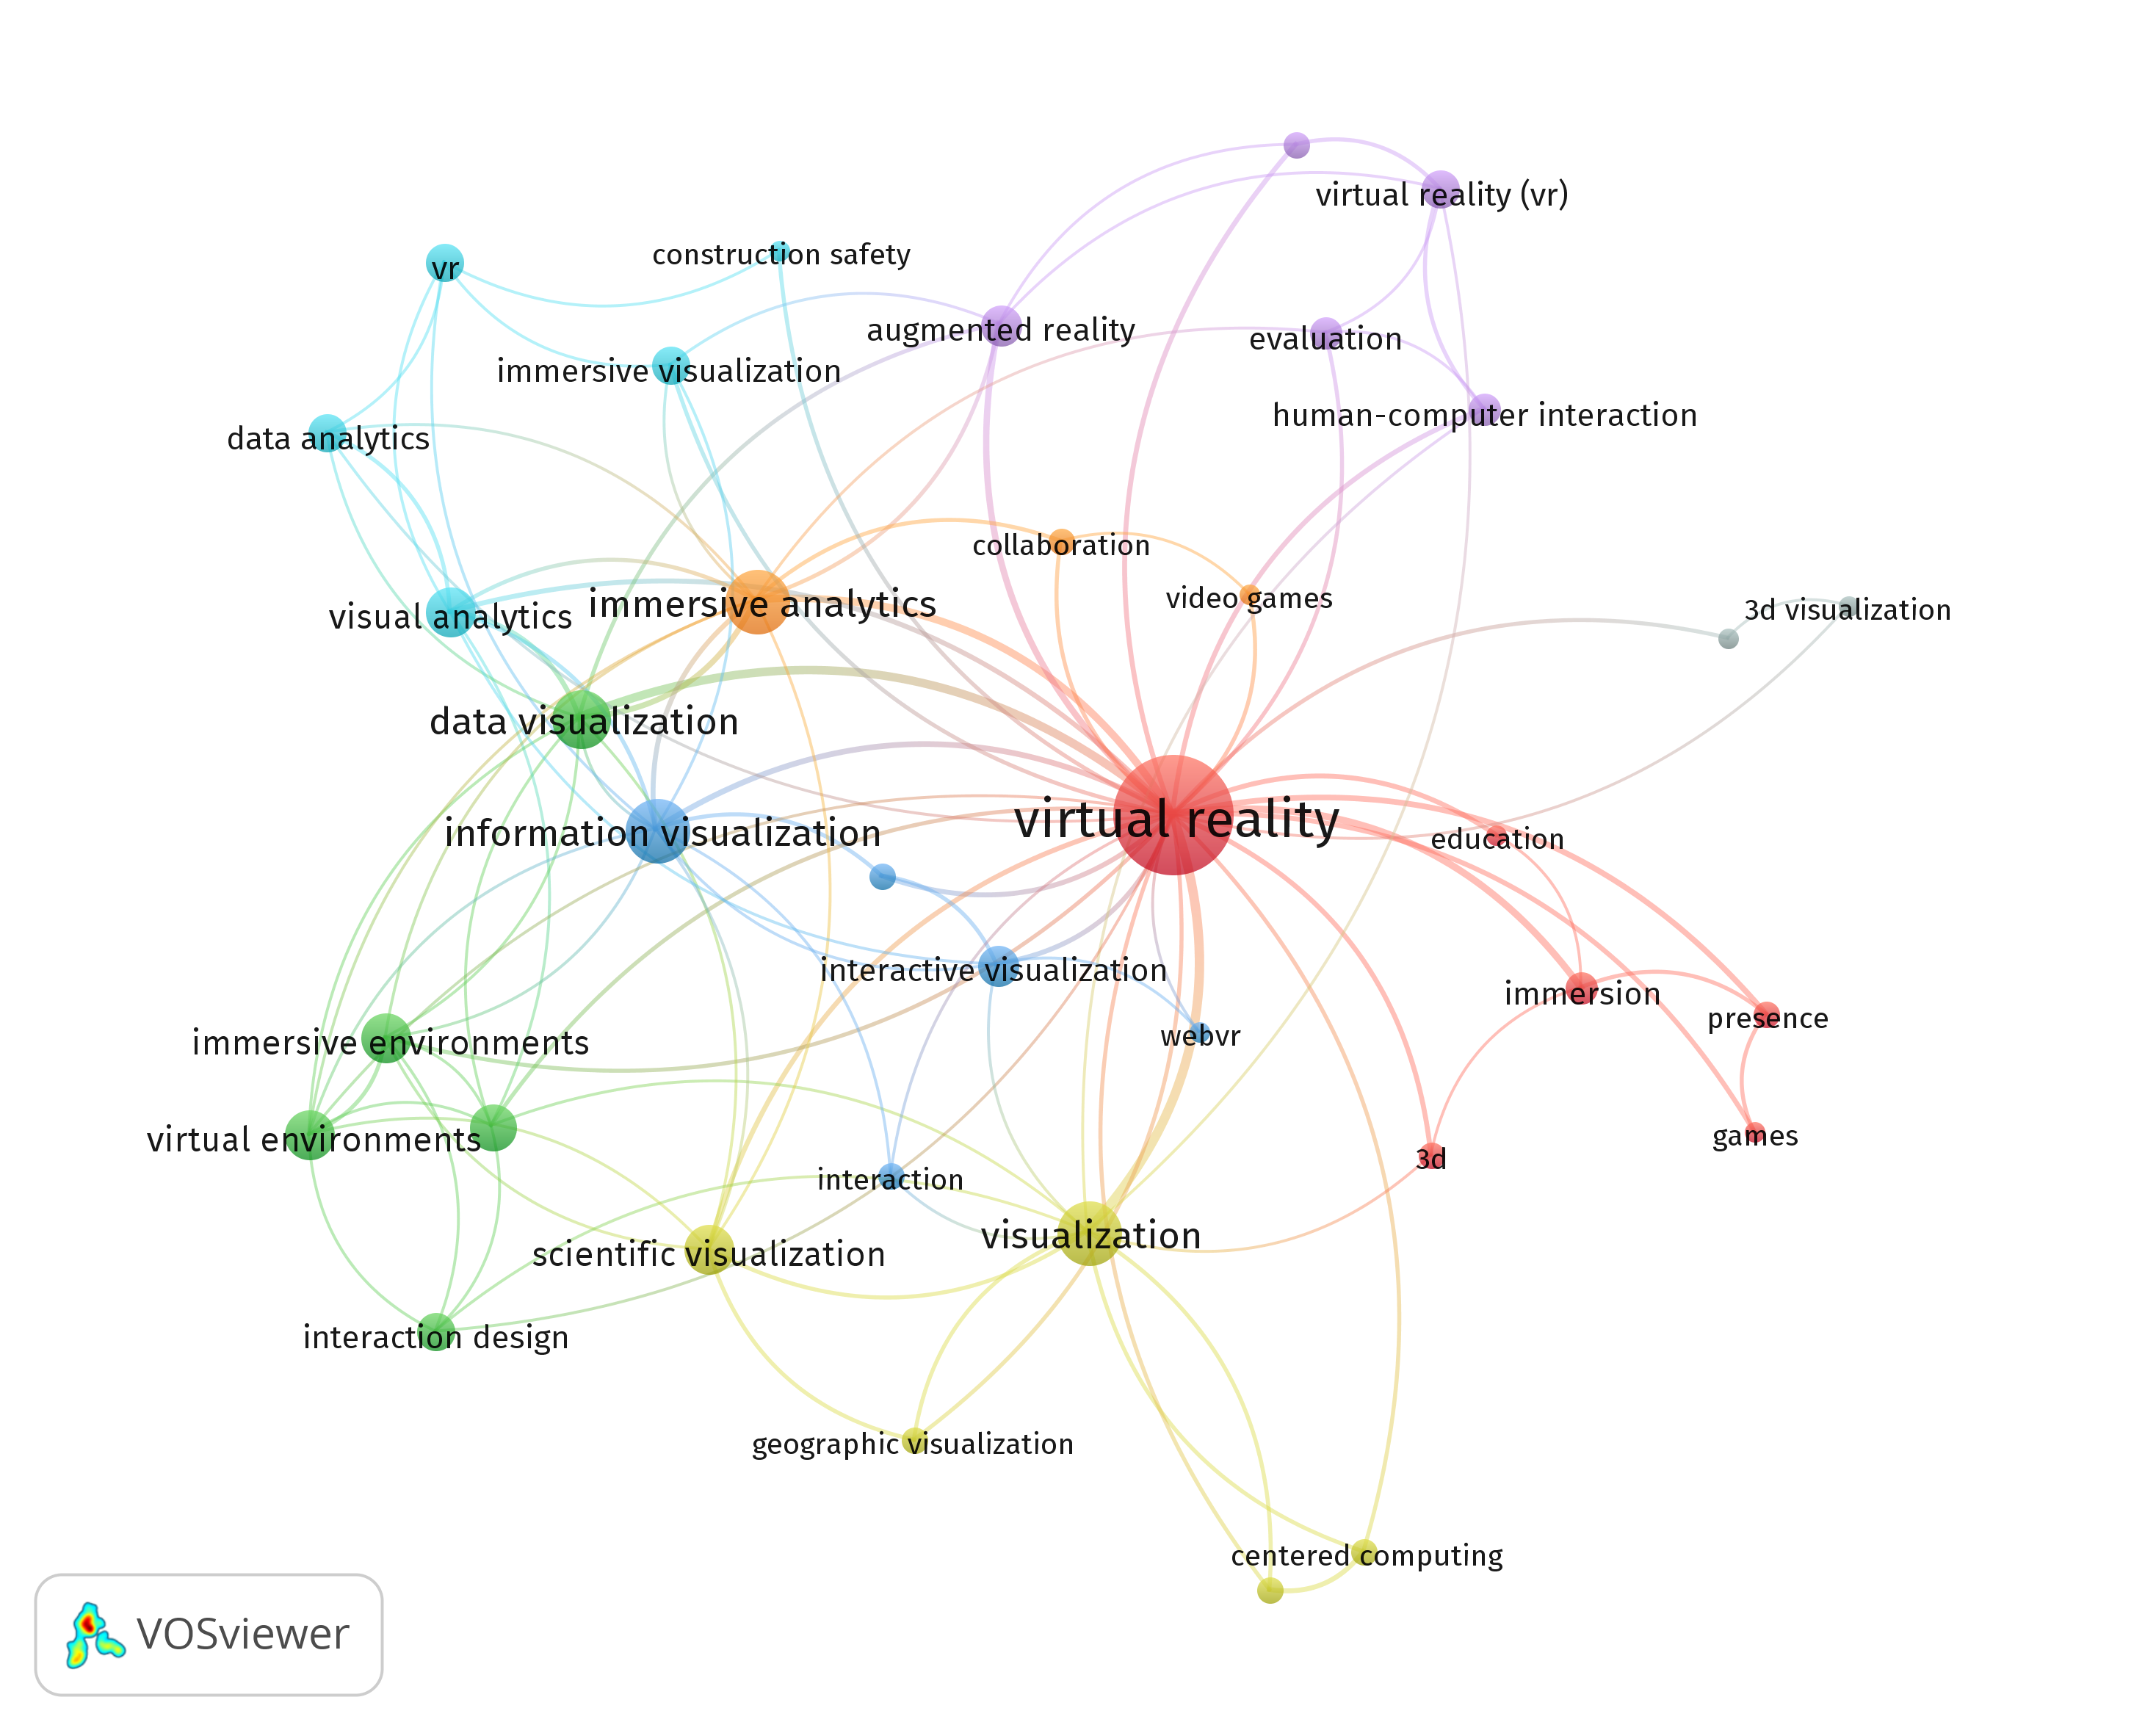 virtual reality (vr)
construction safety
vr
augmented reality
evaluation
immersive visualization
human-computer interaction
data analytics
collaboration
video games
immersive analytics
3d visualization
visual analytics
data visualization
virtual reality
information visualization
education
interactive visualization
immersion
presence
webvr
immersive environments
virtual environments
games
3d
interaction
visualization
scientific visualization
interaction design
geographic visualization
centered computing
VOSviewer